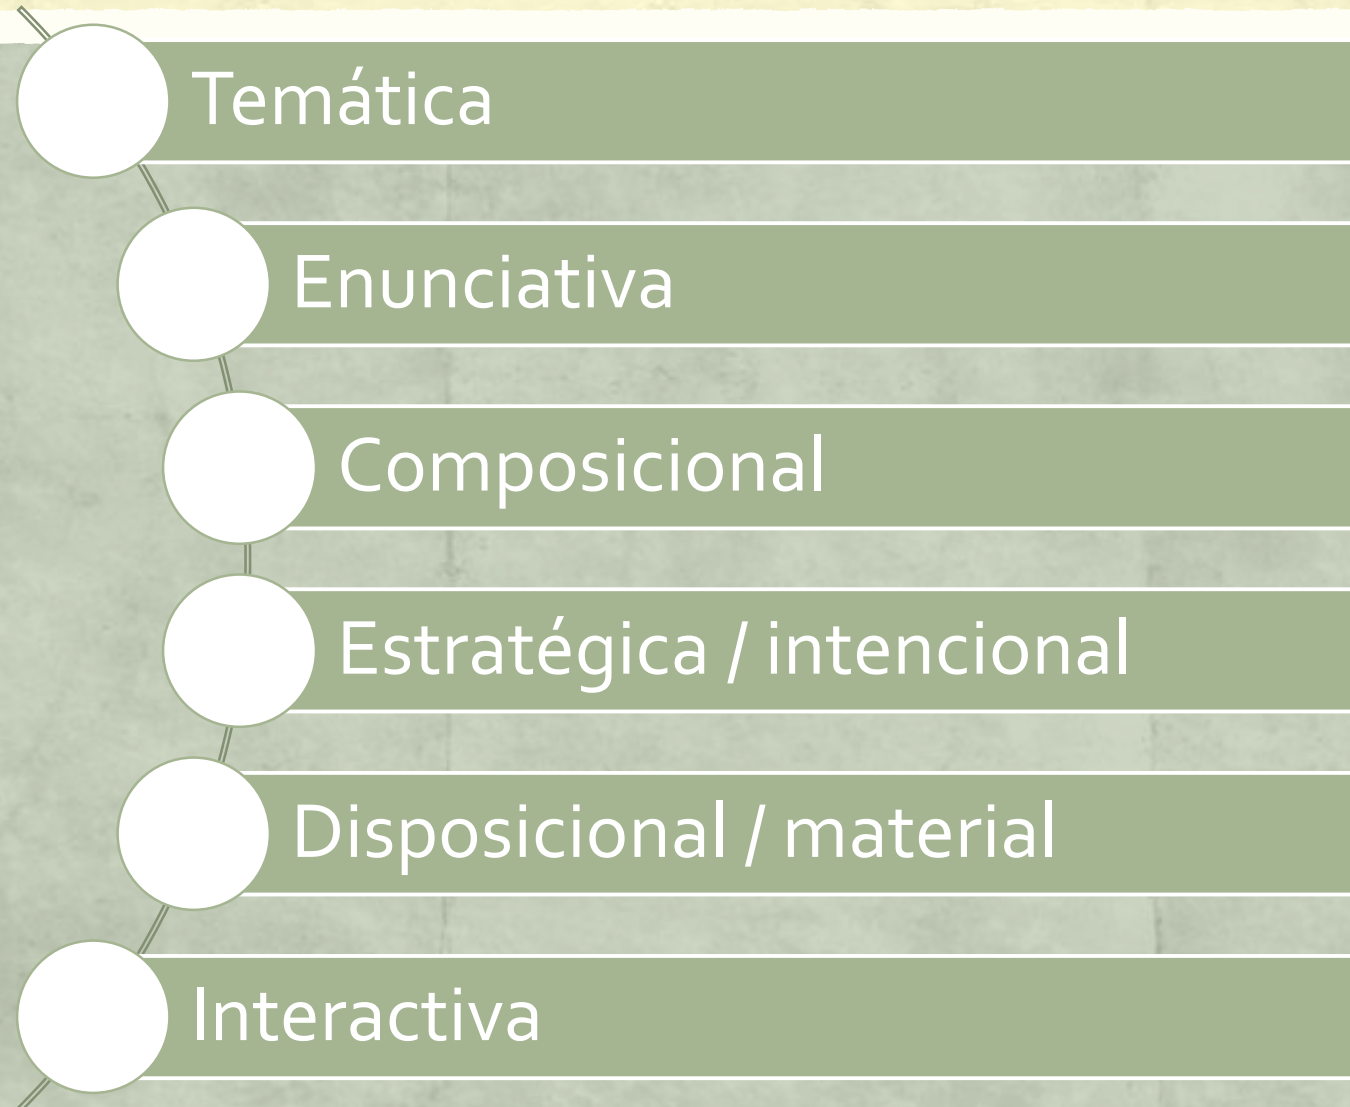 Temática
Enunciativa
Composicional
Estratégica / intencional
Disposicional / material
Interactiva